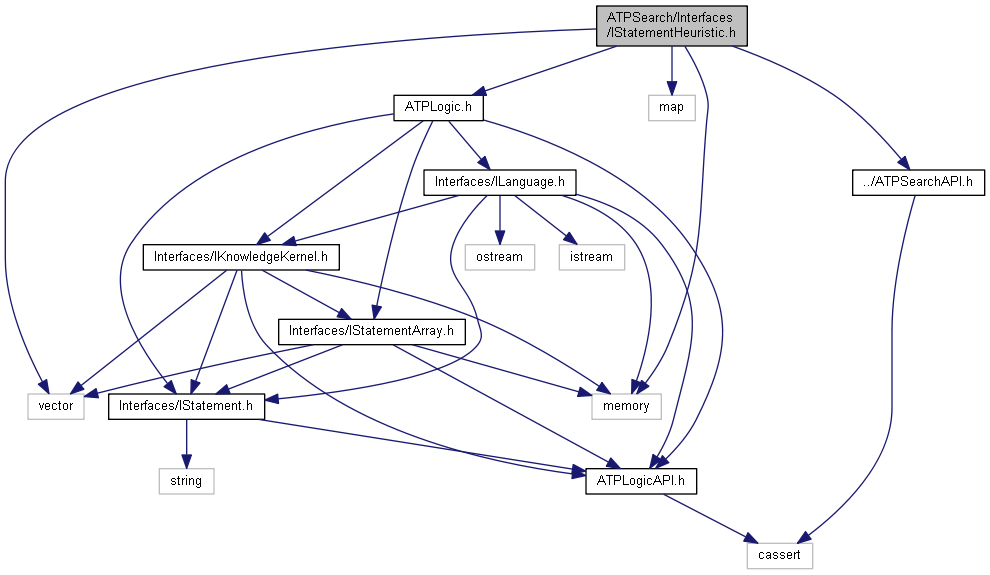 ATPSearch/Interfaces
/IStatementHeuristic.h
ATPLogic.h
map
Interfaces/ILanguage.h
../ATPSearchAPI.h
Interfaces/IKnowledgeKernel.h
ostream
istream
Interfaces/IStatementArray.h
vector
Interfaces/IStatement.h
memory
string
ATPLogicAPI.h
cassert